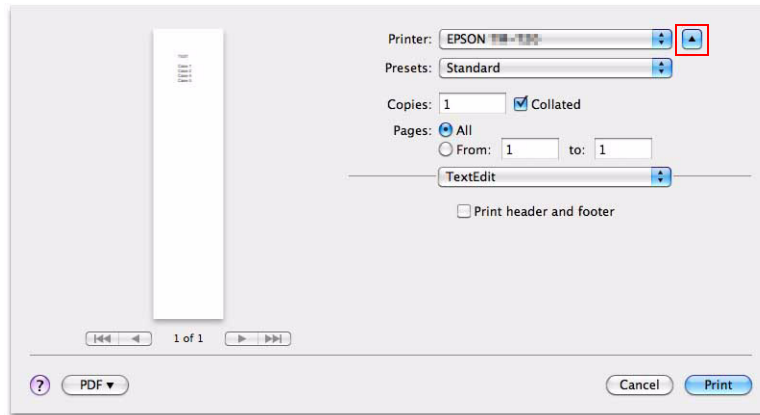 Printer: EPSON
Presets: Standard
Copies: 1 Collated
Pages: All
From: 1 to: 1
TextEdit
Print header and footer
1 of 1
? PDF ▼
Cancel Print